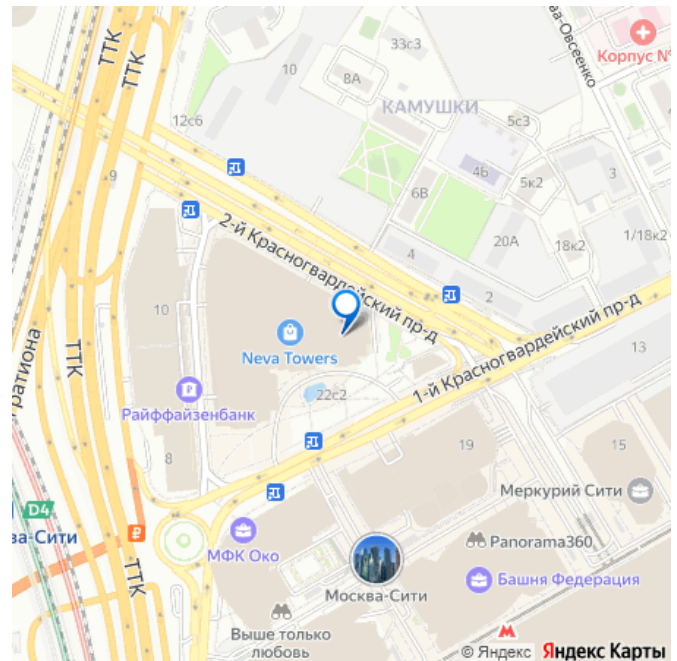 ТТК
ТТК
33с3
ва-Овсеенко
Корпус №
10
8А
КАМУШКИ
12с6
5с3
4Б
5к2
3
9
6В
20А
18к2
1/18к2
2-й Красногвардейский пр-д
4
2
10
Neva Towers
1-й Красногвардейский пр-д
13
гратиона
ТТК
Райффайзенбанк
22с2
8
19
15
Меркурий Сити
D4
ва-Сити
₽
МФК Око
Panorama360
Башня Федерация
Москва-Сити
ТТК
Выше только
любовь
М
© Яндекс Яндекс Карты